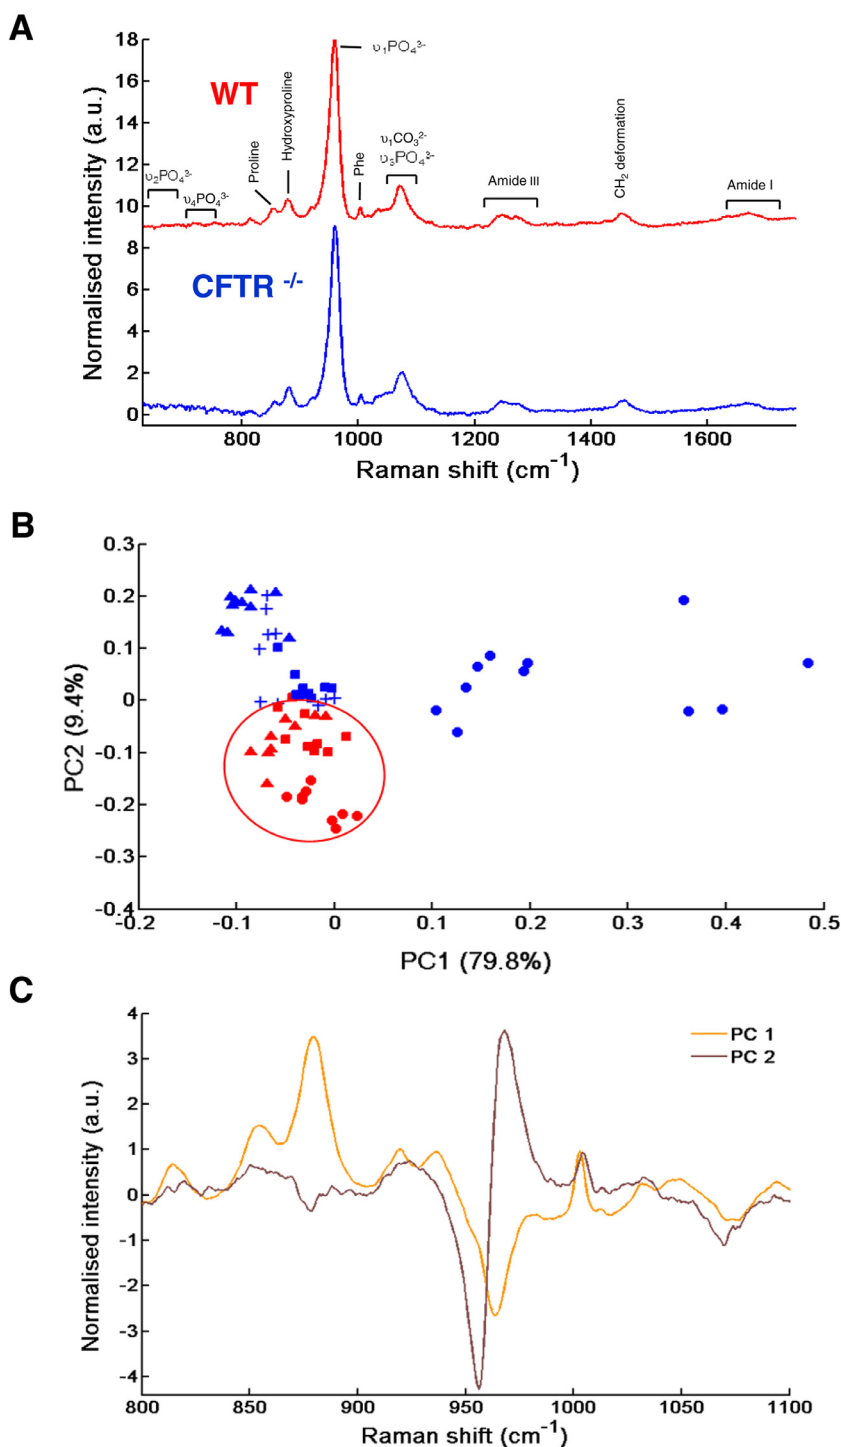 A
Normalised intensity (a.u.)
18
16
14
12
10
8
6
4
2
0
WT
CFTR -/-
υ₂PO₄³⁻
υ₄PO₄³⁻
Proline
Hydroxyproline
υ₁PO₄³⁻
Phe
υ₁CO₃²⁻
υ₃PO₄³⁻
Amide III
CH₂ deformation
Amide I
800 1000 1200 1400 1600
Raman shift (cm⁻¹)
B
PC2 (9.4%)
0.3
0.2
0.1
0
-0.1
-0.2
-0.3
-0.4
-0.2 -0.1 0 0.1 0.2 0.3 0.4 0.5
PC1 (79.8%)
C
Normalised intensity (a.u.)
4
3
2
1
0
-1
-2
-3
-4
PC 1
PC 2
800 850 900 950 1000 1050 1100
Raman shift (cm⁻¹)